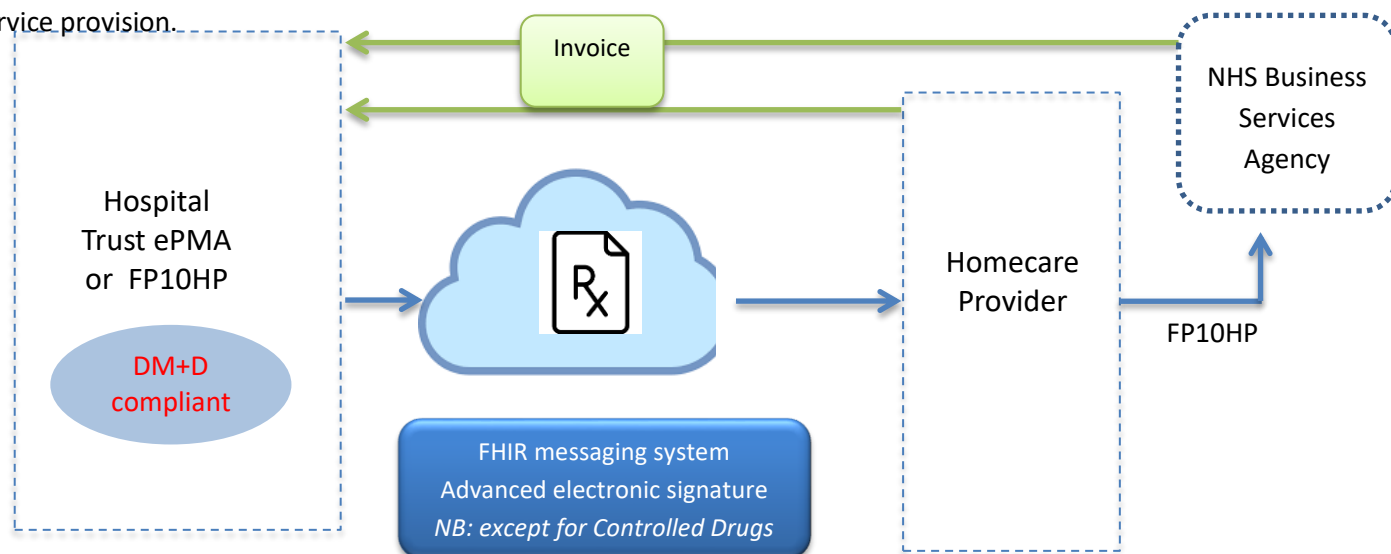 rvice provision.
Invoice
NHS Business
Services
Agency
Hospital
Trust ePMA
or FP10HP
DM+D
compliant
Rx
Homecare
Provider
FP10HP
FHIR messaging system
Advanced electronic signature
NB: except for Controlled Drugs